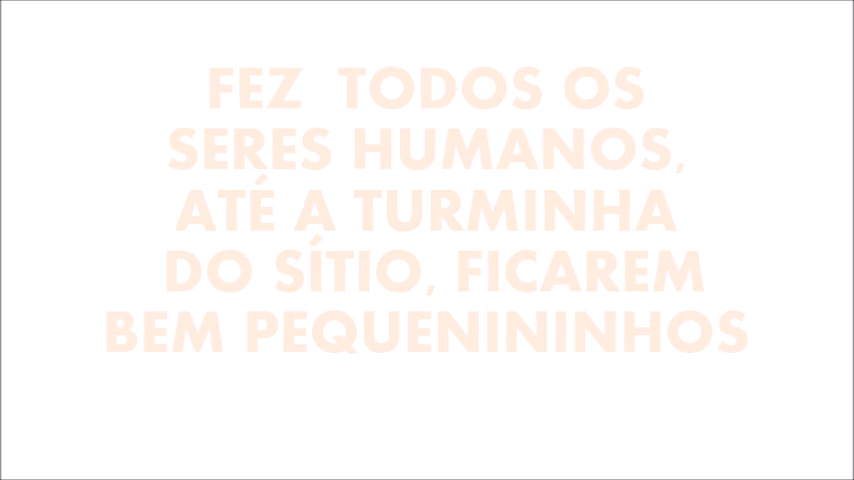 FEZ TODOS OS
SERES HUMANOS,
ATÉ A TURMINHA
DO SÍTIO, FICAREM
BEM PEQUENININHOS